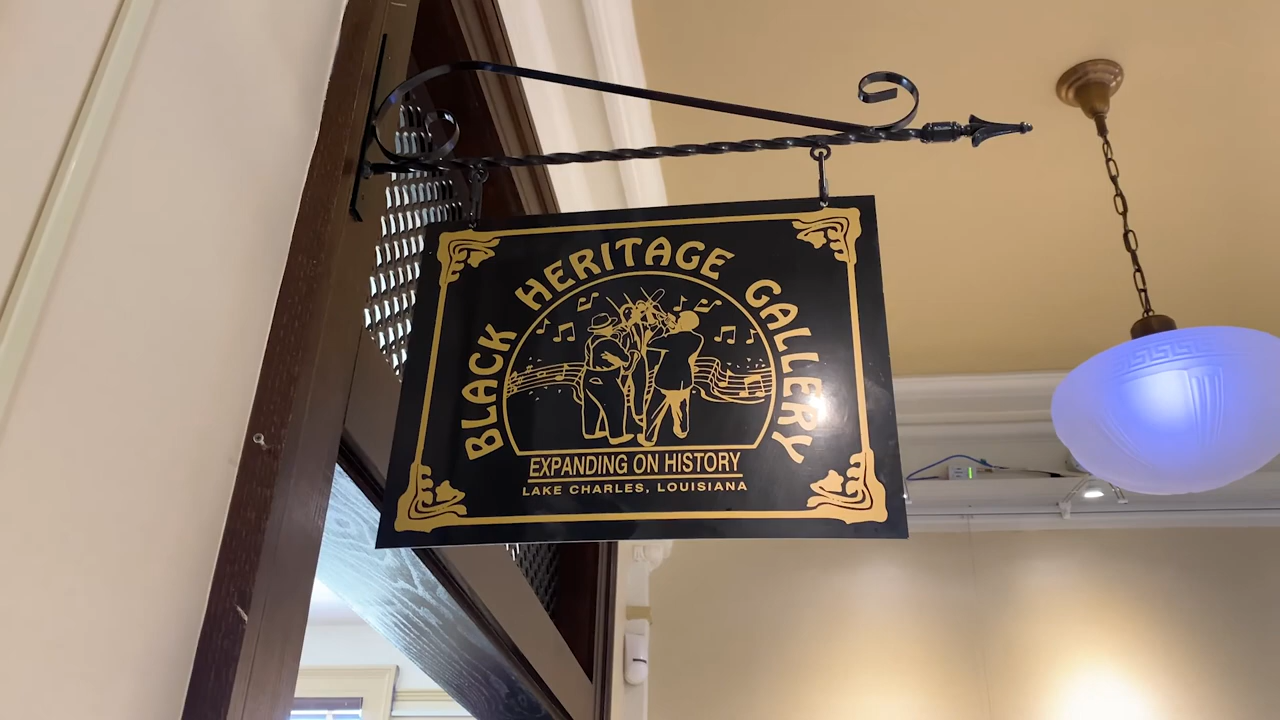 BLACK HERITAGE GALLERY
EXPANDING ON HISTORY
LAKE CHARLES, LOUISIANA